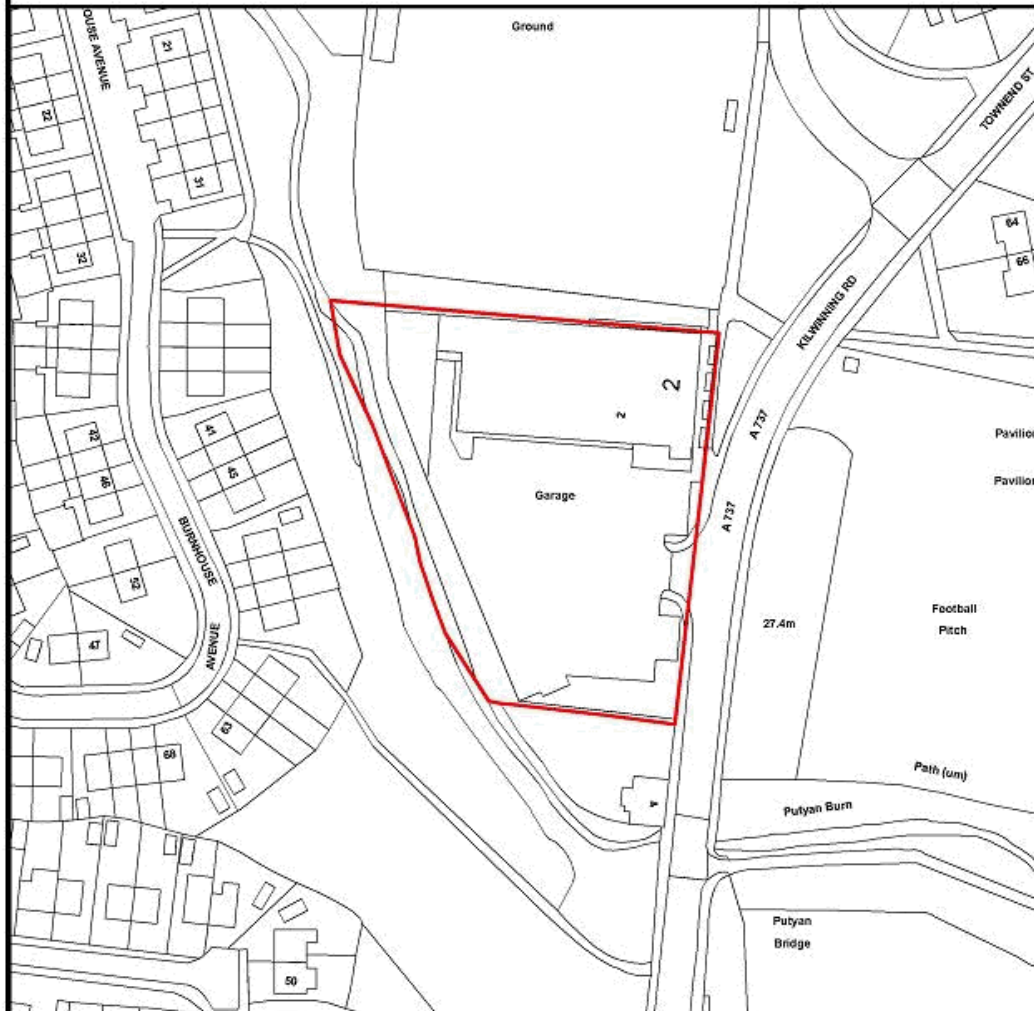 Ground
OUSE AVENUE
21
22
31
32
TOWNEND ST
64
66
KILWINNING RD
2
2
A 737
Pavilion
42
41
46
45
Pavilion
Garage
A 737
BURNHOUSE
52
Football
Pitch
27.4m
47
AVENUE
63
68
Path (um)
4
Putyan Burn
Putyan
Bridge
50